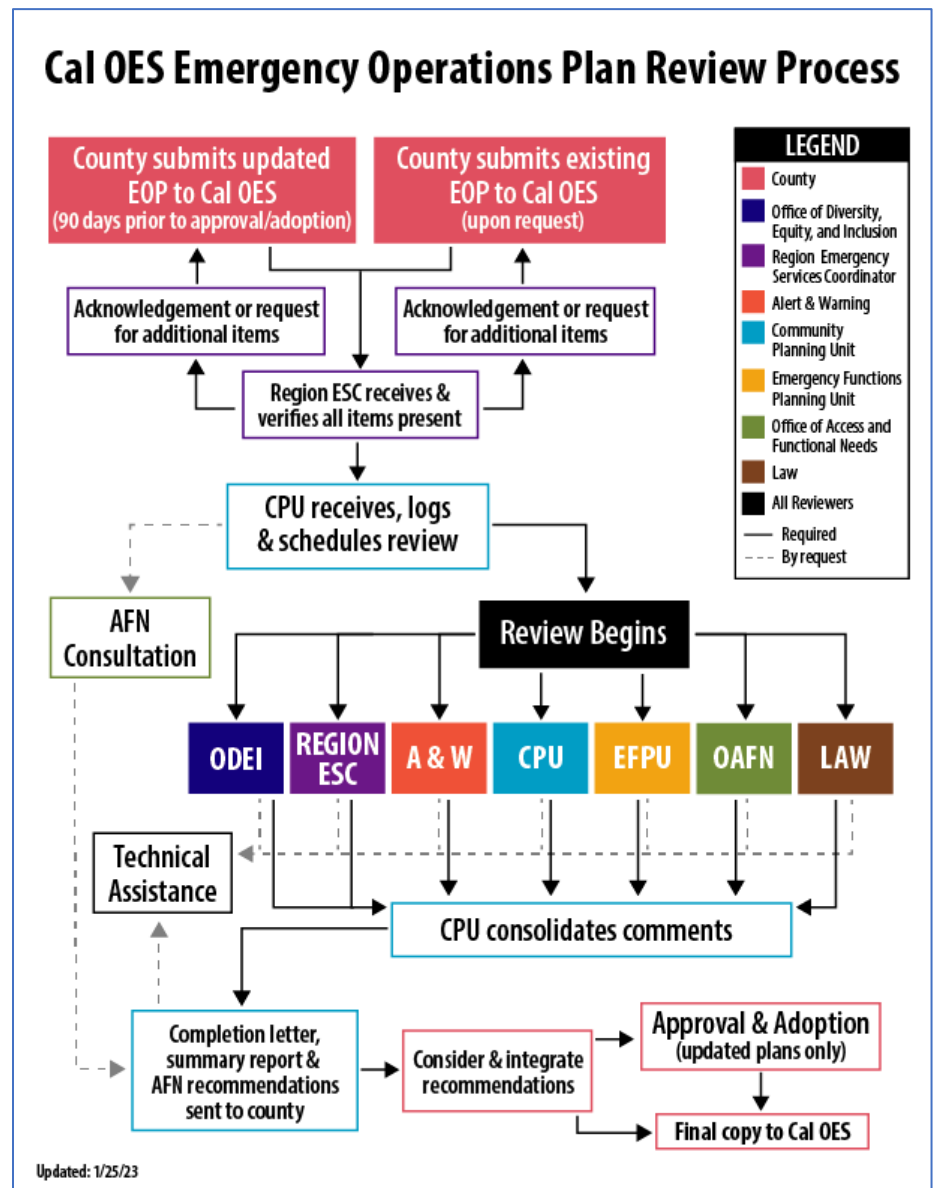 Cal OES Emergency Operations Plan Review Process
County submits updated
EOP to Cal OES
(90 days prior to approval/adoption)
County submits existing
EOP to Cal OES
(upon request)
LEGEND
County
Office of Diversity,
Equity, and Inclusion
Region Emergency
Services Coordinator
Alert & Warning
Community
Planning Unit
Emergency Functions
Planning Unit
Office of Access and
Functional Needs
Law
All Reviewers
Required
By request
Acknowledgement or request
for additional items
Acknowledgement or request
for additional items
Region ESC receives &
verifies all items present
CPU receives, logs
& schedules review
AFN
Consultation
Review Begins
ODEI
REGION
ESC
A & W
CPU
EFPU
OAFN
LAW
Technical
Assistance
CPU consolidates comments
Completion letter,
summary report &
AFN recommendations
sent to county
Consider & integrate
recommendations
Approval & Adoption
(updated plans only)
Final copy to Cal OES
Updated: 1/25/23